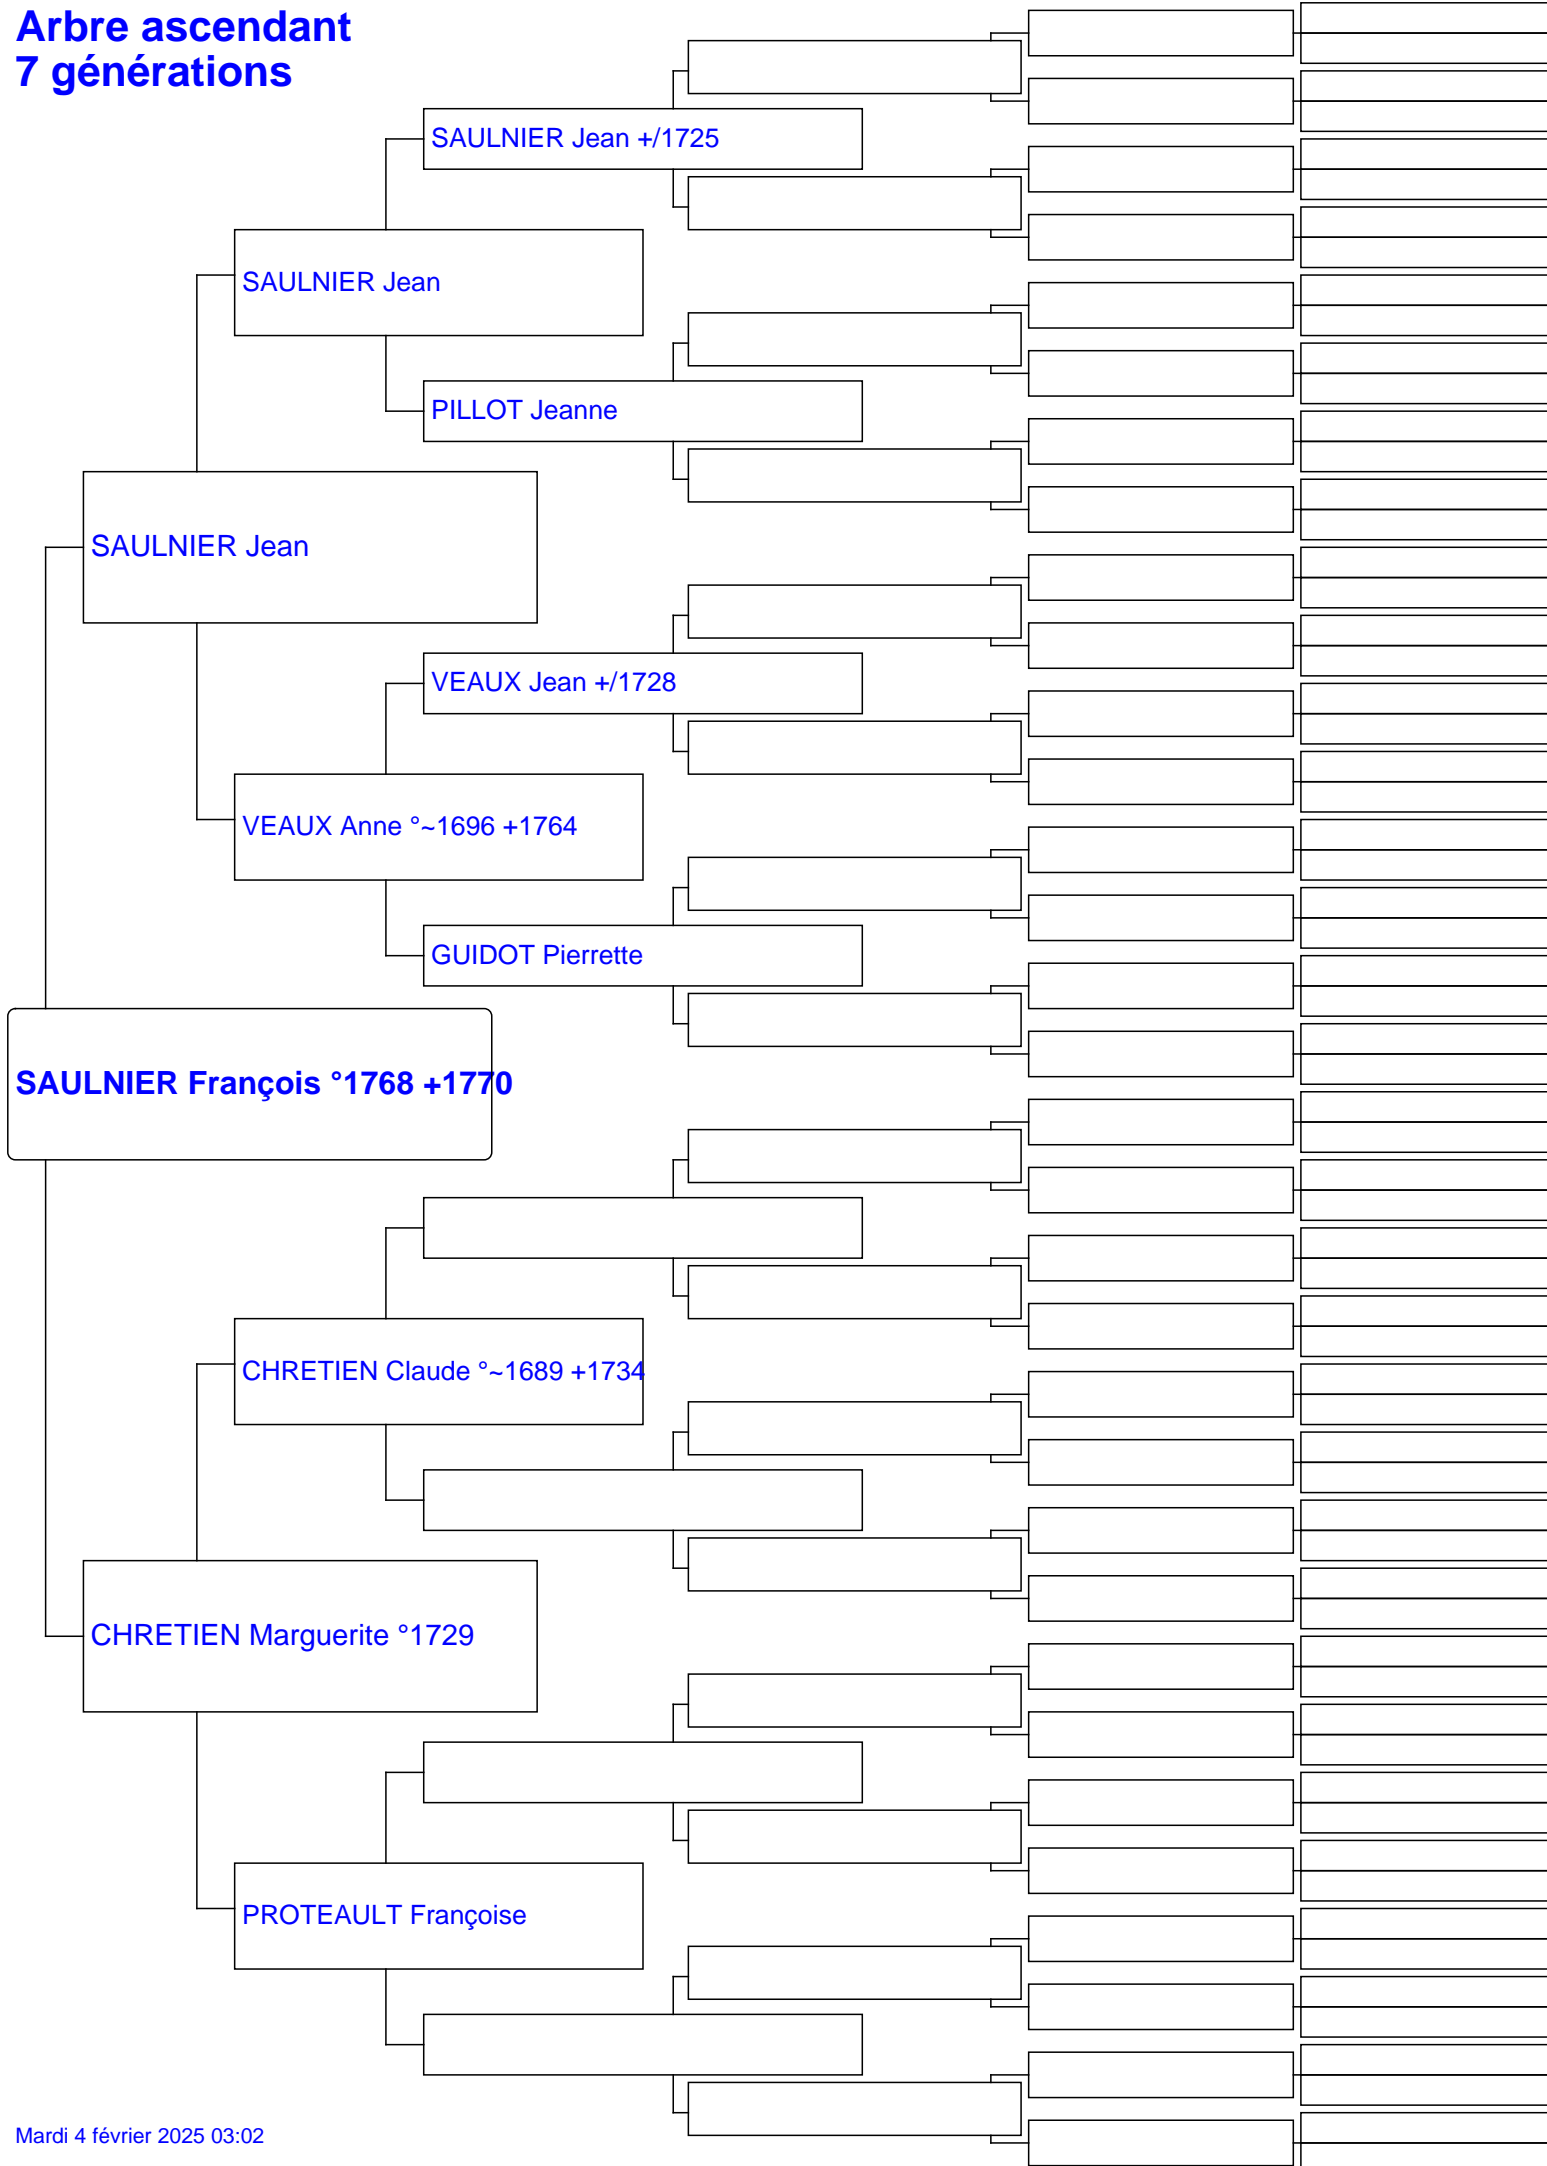 Arbre ascendant
7 générations
SAULNIER Jean +/1725
SAULNIER Jean
PILLOT Jeanne
SAULNIER Jean
VEAUX Jean +/1728
VEAUX Anne °~1696 +1764
GUIDOT Pierrette
SAULNIER François °1768 +1770
CHRETIEN Claude °~1689 +1734
CHRETIEN Marguerite °1729
PROTEAULT Françoise
Mardi 4 février 2025 03:02